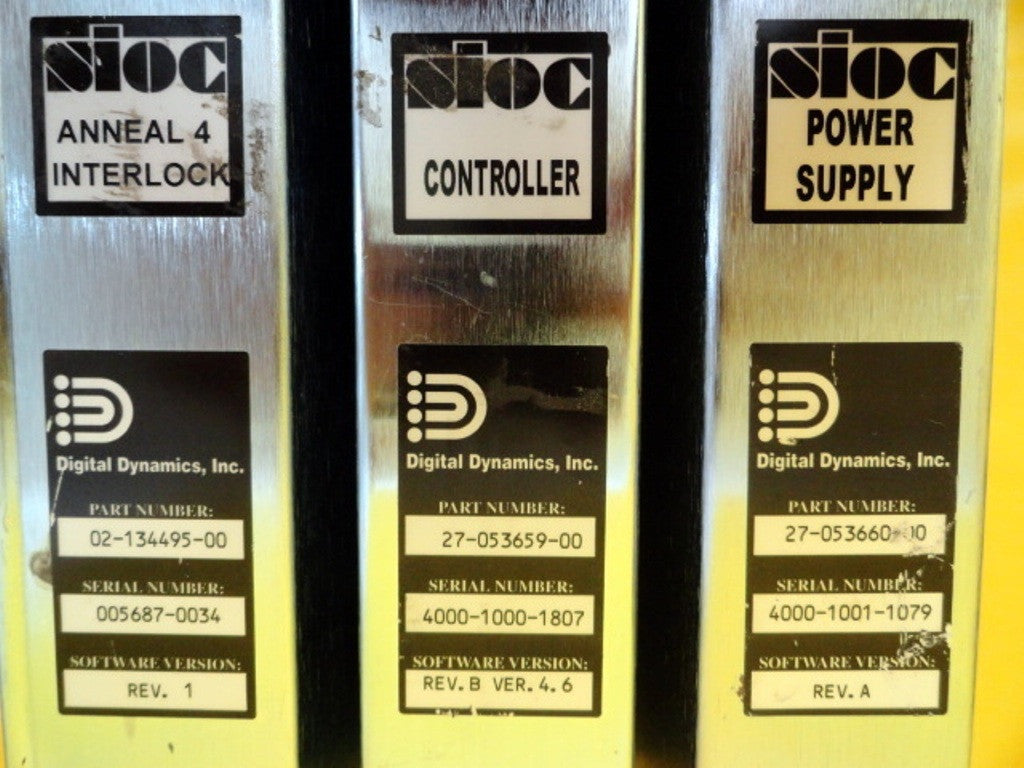 sioc
ANNEAL 4
INTERLOCK
Digital Dynamics, Inc.
PART NUMBER:
02-134495-00
SERIAL NUMBER:
005687-0034
SOFTWARE VERSION:
REV. 1
sioc
CONTROLLER
Digital Dynamics, Inc.
PART NUMBER:
27-053659-00
SERIAL NUMBER:
4000-1000-1807
SOFTWARE VERSION:
REV.B VER.4.6
sioc
POWER
SUPPLY
Digital Dynamics, Inc.
PART NUMBER:
27-053660-00
SERIAL NUMBER:
4000-1001-1079
SOFTWARE VERSION:
REV.A